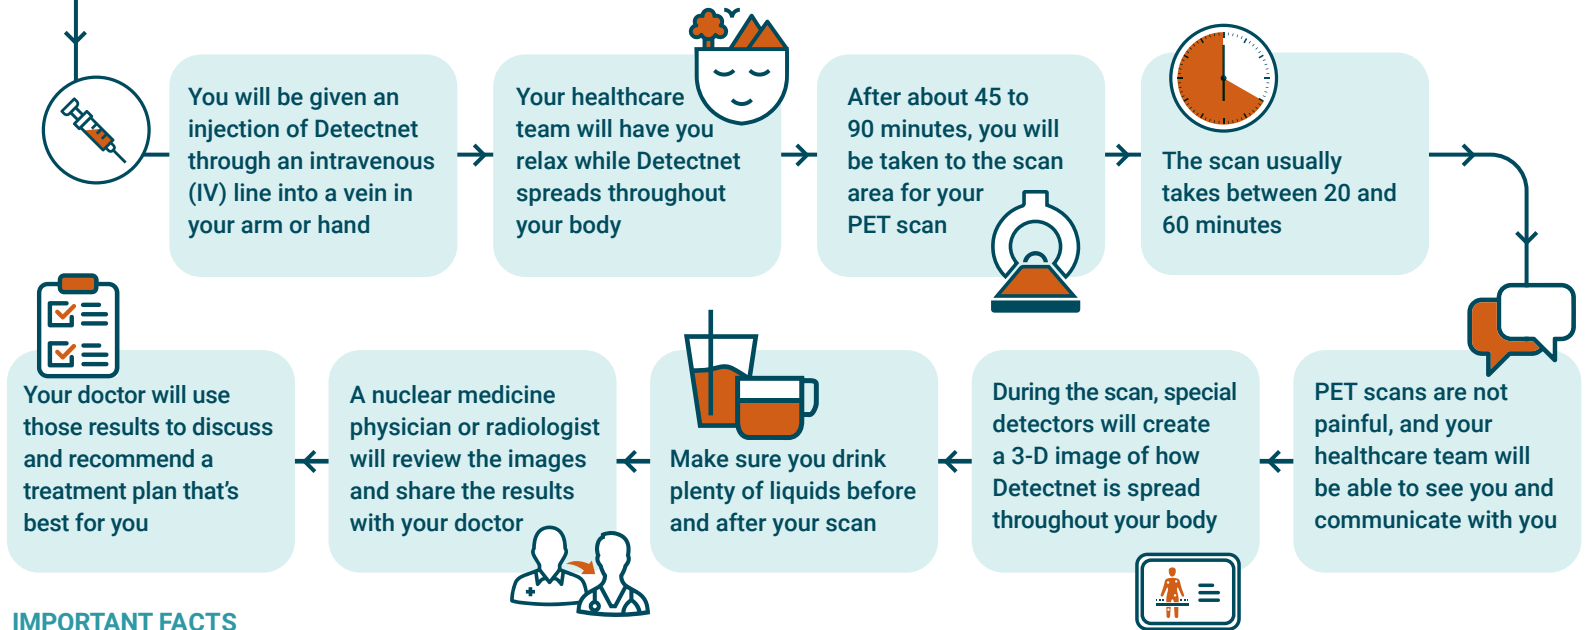 You will be given an
injection of Detectnet
through an intravenous
(IV) line into a vein in
your arm or hand
Your healthcare
team will have you
relax while Detectnet
spreads throughout
your body
After about 45 to
90 minutes, you will
be taken to the scan
area for your
PET scan
The scan usually
takes between 20 and
60 minutes
PET scans are not
painful, and your
healthcare team will
be able to see you and
communicate with you
During the scan, special
detectors will create
a 3-D image of how
Detectnet is spread
throughout your body
Make sure you drink
plenty of liquids before
and after your scan
A nuclear medicine
physician or radiologist
will review the images
and share the results
with your doctor
Your doctor will use
those results to discuss
and recommend a
treatment plan that's
best for you
IMPORTANT FACTS